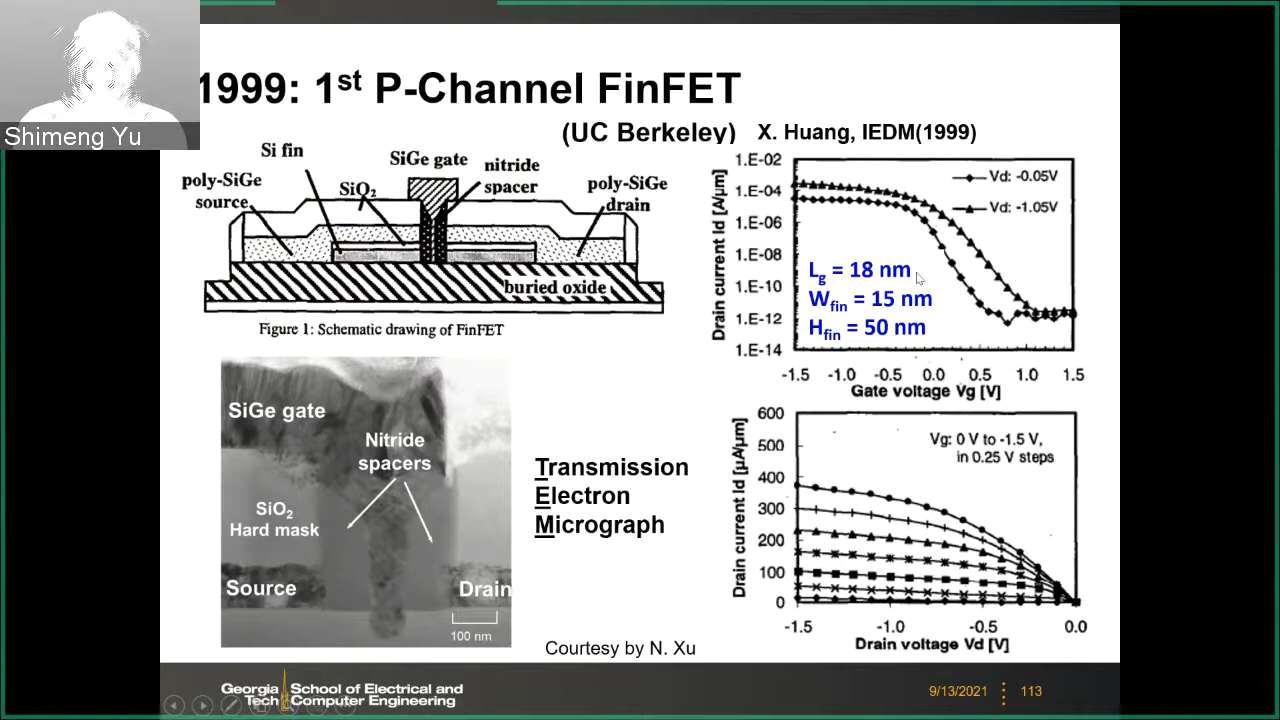 Shimeng Yu
1999: 1st P-Channel FinFET
(UC Berkeley) X. Huang, IEDM(1999)
Si fin
SiGe gate
nitride
spacer
poly-SiGe
source
SiO2
poly-SiGe
drain
buried oxide
Figure 1: Schematic drawing of FinFET
1.E-02
1.E-04
1.E-06
1.E-08
1.E-10
1.E-12
1.E-14
Drain current Id [A/μm]
Vd: -0.05V
Vd: -1.05V
Lg = 18 nm
Wfin = 15 nm
Hfin = 50 nm
-1.5 -1.0 -0.5 0.0 0.5 1.0 1.5
Gate voltage Vg [V]
SiGe gate
Nitride
spacers
SiO2
Hard mask
Source
Drain
100 nm
Transmission
Electron
Micrograph
600
500
400
300
200
100
0
Drain current Id [μA/μm]
Vg: 0 V to -1.5 V,
in 0.25 V steps
-1.5 -1.0 -0.5 0.0
Drain voltage Vd [V]
Courtesy by N. Xu
Georgia Tech School of Electrical and
Computer Engineering
9/13/2021 113